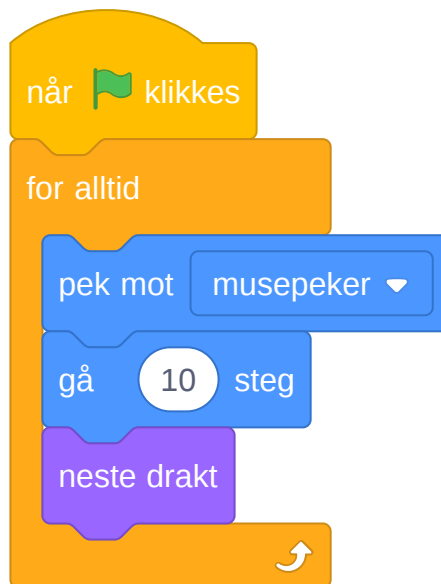 når klikkes
for alltid
pek mot musepeker
gå 10 steg
neste drakt